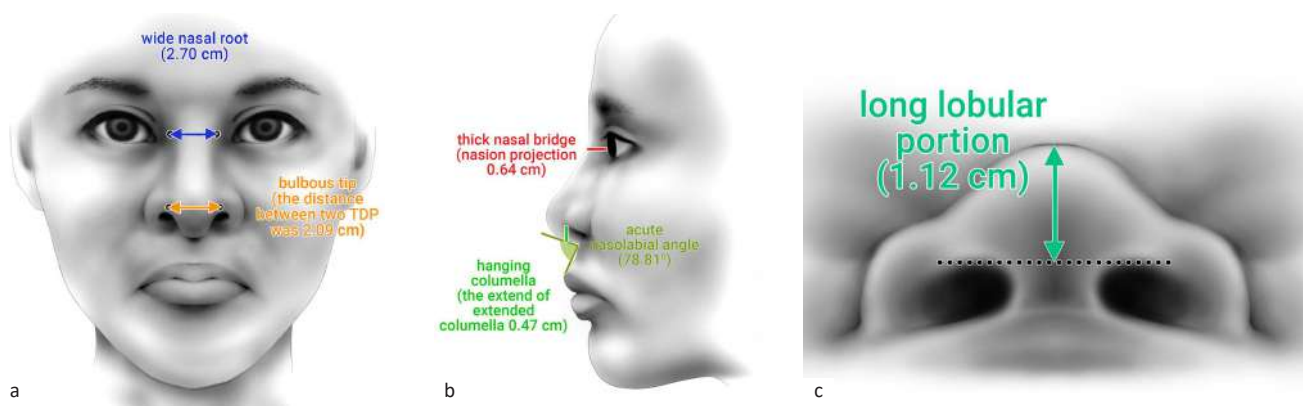 wide nasal root
(2.70 cm)
bulbous tip
(the distance
between two TDP
was 2.09 cm)
a
thick nasal bridge
(nasion projection
0.64 cm)
acute
nasolabial angle
(78.81°)
hanging
columella
(the extend of
extended
columella 0.47 cm)
b
long lobular
portion
(1.12 cm)
c